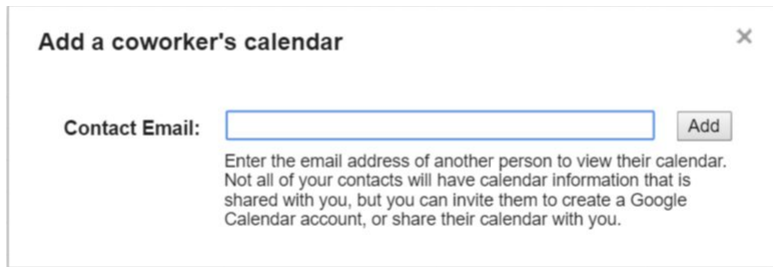 Add a coworker's calendar
×
Contact Email:
Add
Enter the email address of another person to view their calendar.
Not all of your contacts will have calendar information that is
shared with you, but you can invite them to create a Google
Calendar account, or share their calendar with you.